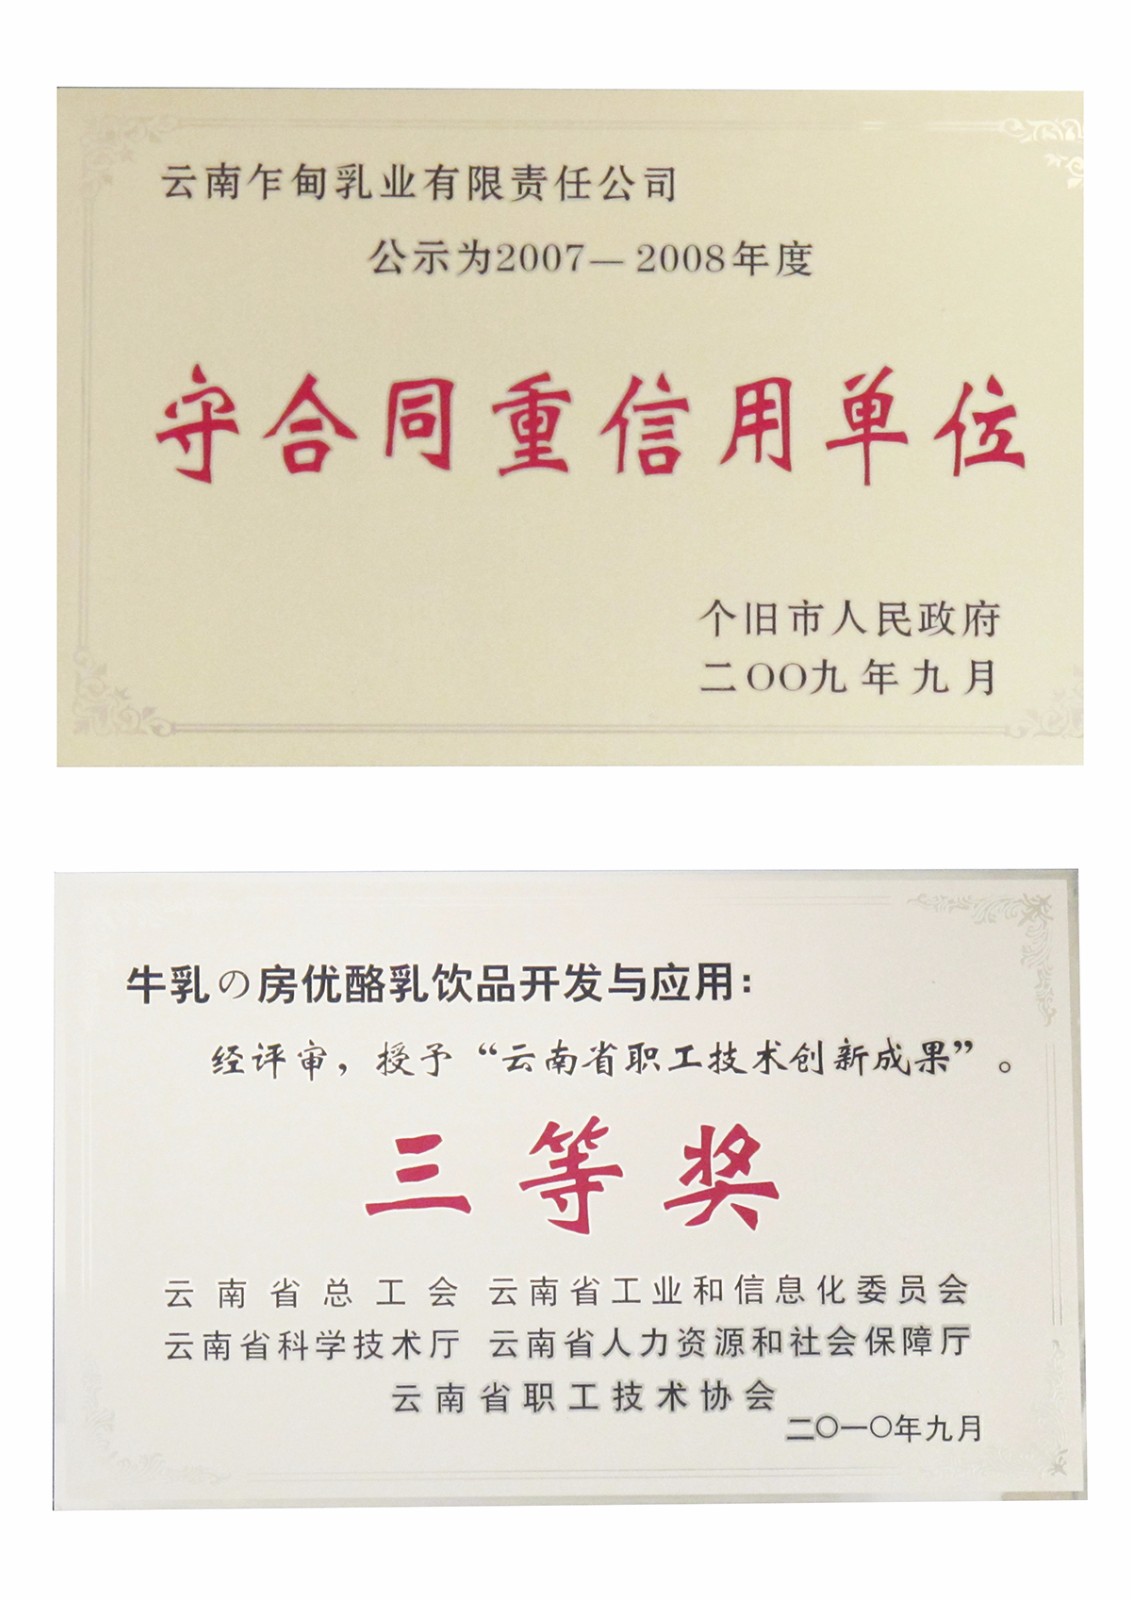 云南乍甸乳业有限责任公司
公示为2007—2008年度
守合同重信用单位
个旧市人民政府
二〇〇九年九月
牛乳の房优酪乳饮品开发与应用：
经评审，授予“云南省职工技术创新成果”。
三等奖
云南省总工会 云南省工业和信息化委员会
云南省科学技术厅 云南省人力资源和社会保障厅
云南省职工技术协会
二〇一〇年九月